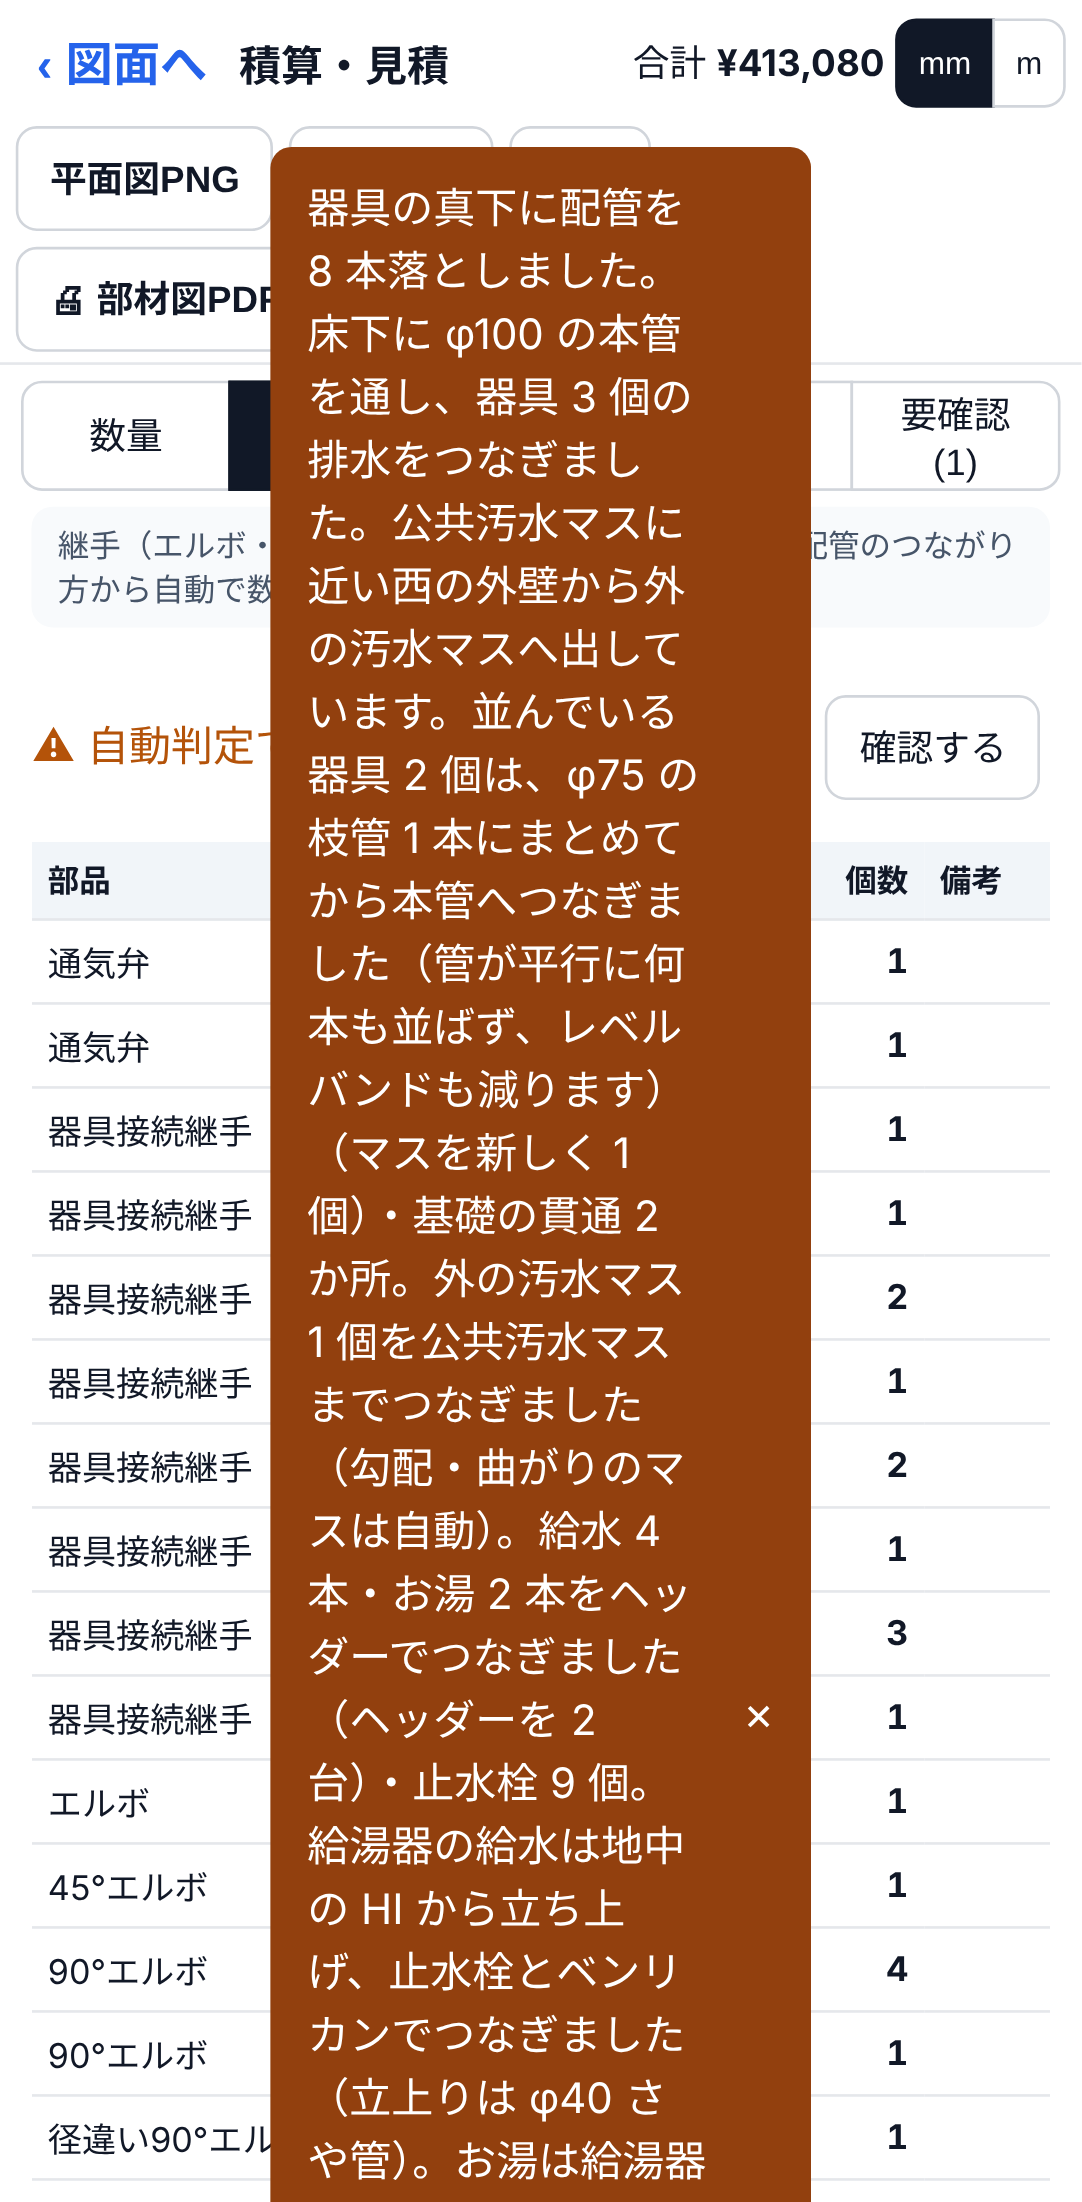 ‹ 図面へ 積算・見積 合計 ¥413,080 mm m
平面図PNG
部材図PDF
数量
要確認
(1)
継手（エルボ・
配管のつながり
方から自動で数
自動判定
確認する
部品 個数 備考
通気弁 1
通気弁 1
器具接続継手 1
器具接続継手 1
器具接続継手 2
器具接続継手 1
器具接続継手 2
器具接続継手 1
器具接続継手 3
器具接続継手 1
エルボ 1
45°エルボ 1
90°エルボ 4
90°エルボ 1
径違い90°エル 1
器具の真下に配管を
8 本落としました。
床下に φ100 の本管
を通し、器具 3 個の
排水をつなぎまし
た。公共汚水マスに
近い西の外壁から外
の汚水マスへ出して
います。並んでいる
器具 2 個は、φ75 の
枝管 1 本にまとめて
から本管へつなぎま
した（管が平行に何
本も並ばず、レベル
バンドも減ります）
（マスを新しく 1
個）・基礎の貫通 2
か所。外の汚水マス
1 個を公共汚水マス
までつなぎました
（勾配・曲がりのマ
スは自動）。給水 4
本・お湯 2 本をヘッ
ダーでつなぎました
（ヘッダーを 2
台）・止水栓 9 個。
給湯器の給水は地中
の HI から立ち上
げ、止水栓とベンリ
カンでつなぎました
（立上りは φ40 さ
や管）。お湯は給湯器
×